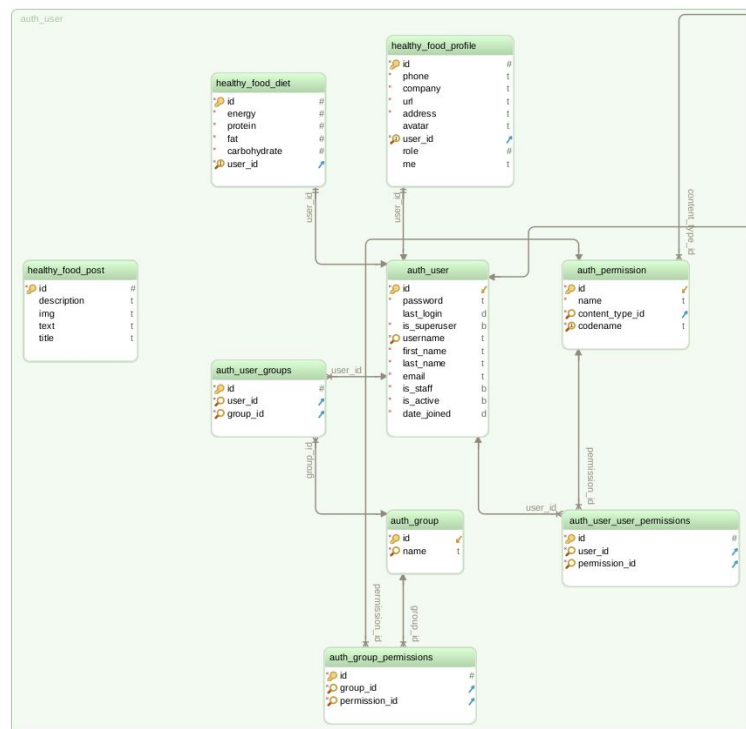 auth_user
healthy_food_profile
* id #
* phone t
* company t
* url t
* address t
avatar t
* user_id
role #
me t
healthy_food_diet
* id #
* energy #
* protein #
* fat #
* carbohydrate #
* user_id
user_id
user_id
content_type_id
healthy_food_post
* id #
description t
img t
text t
title t
auth_user
* id
* password t
last_login d
* is_superuser b
* username t
* first_name t
* last_name t
* email t
* is_staff b
* is_active b
* date_joined d
auth_permission
* id
* name t
* content_type_id
* codename t
auth_user_groups
* id #
* user_id
* group_id
user_id
group_id
permission_id
user_id
auth_group
* id
* name t
auth_user_user_permissions
* id #
* user_id
* permission_id
permission_id
group_id
auth_group_permissions
* id #
* group_id
* permission_id